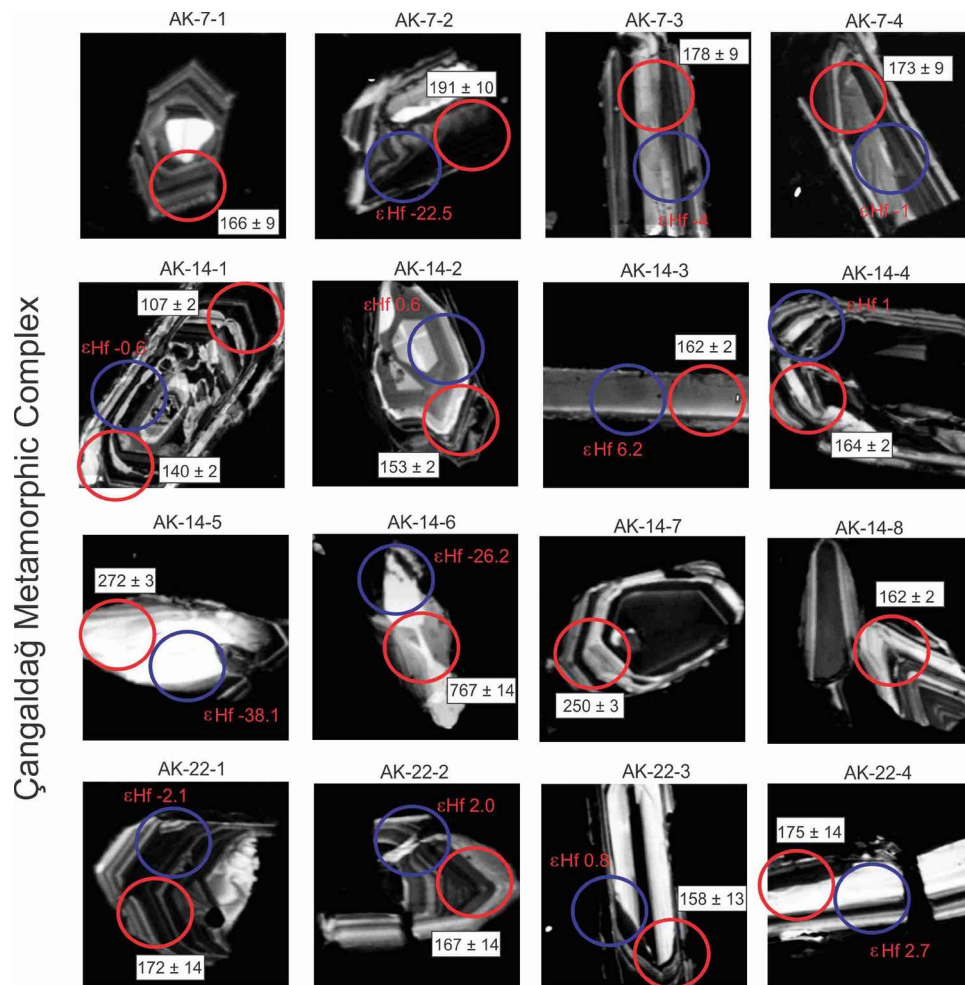 Çangaldağ Metamorphic Complex
AK-7-1
166 ± 9
AK-7-2
191 ± 10
εHf -22.5
AK-7-3
178 ± 9
εHf -4
AK-7-4
173 ± 9
εHf -1
AK-14-1
107 ± 2
εHf -0.6
140 ± 2
AK-14-2
εHf 0.6
153 ± 2
AK-14-3
162 ± 2
εHf 6.2
AK-14-4
εHf 1
164 ± 2
AK-14-5
272 ± 3
εHf -38.1
AK-14-6
εHf -26.2
767 ± 14
AK-14-7
250 ± 3
AK-14-8
162 ± 2
AK-22-1
εHf -2.1
172 ± 14
AK-22-2
εHf 2.0
167 ± 14
AK-22-3
εHf 0.8
158 ± 13
AK-22-4
175 ± 14
εHf 2.7